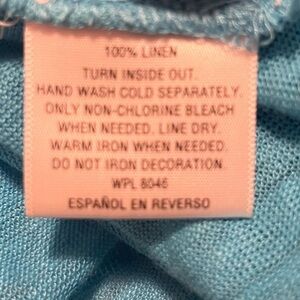 100% LINEN
TURN INSIDE OUT.
HAND WASH COLD SEPARATELY.
ONLY NON-CHLORINE BLEACH
WHEN NEEDED. LINE DRY.
WARM IRON WHEN NEEDED.
DO NOT IRON DECORATION.
WPL 8046
ESPAÑOL EN REVERSO